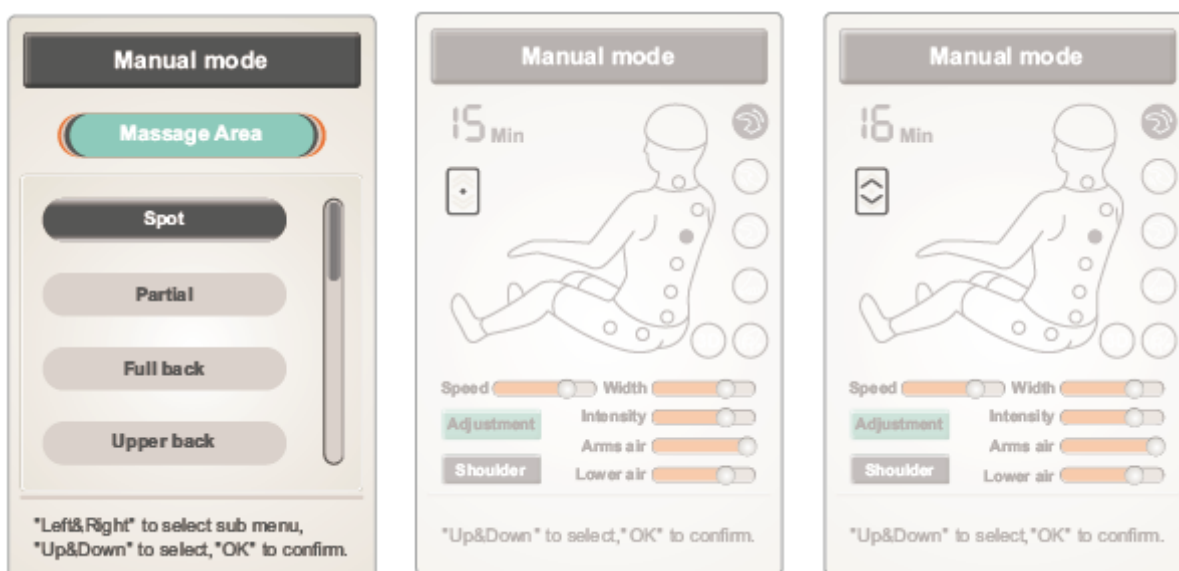 Manual mode
Massage Area
Spot
Partial
Full back
Upper back
"Left&Right" to select sub menu,
"Up&Down" to select,"OK" to confirm.
Manual mode
15 Min
Speed Width
Adjustment Intensity
Arms air
Shoulder Lower air
"Up&Down" to select,"OK" to confirm.
Manual mode
16 Min
Speed Width
Adjustment Intensity
Arms air
Shoulder Lower air
"Up&Down" to select,"OK" to confirm.